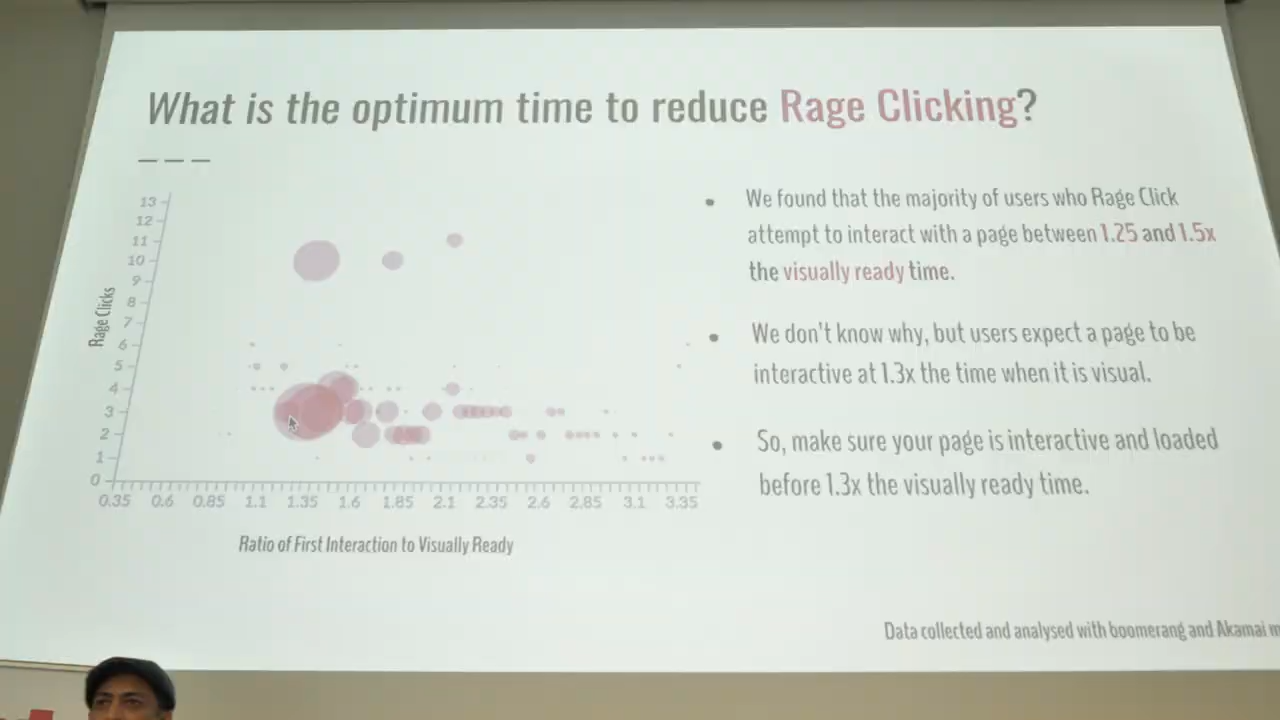 What is the optimum time to reduce Rage Clicking?
13
12
11
10
9
8
7
6
5
4
3
2
1
0
Rage Clicks
0.35 0.6 0.85 1.1 1.35 1.6 1.85 2.1 2.35 2.6 2.85 3.1 3.35
Ratio of First Interaction to Visually Ready
• We found that the majority of users who Rage Click
attempt to interact with a page between 1.25 and 1.5x
the visually ready time.
• We don't know why, but users expect a page to be
interactive at 1.3x the time when it is visual.
• So, make sure your page is interactive and loaded
before 1.3x the visually ready time.
Data collected and analysed with boomerang and Akamai